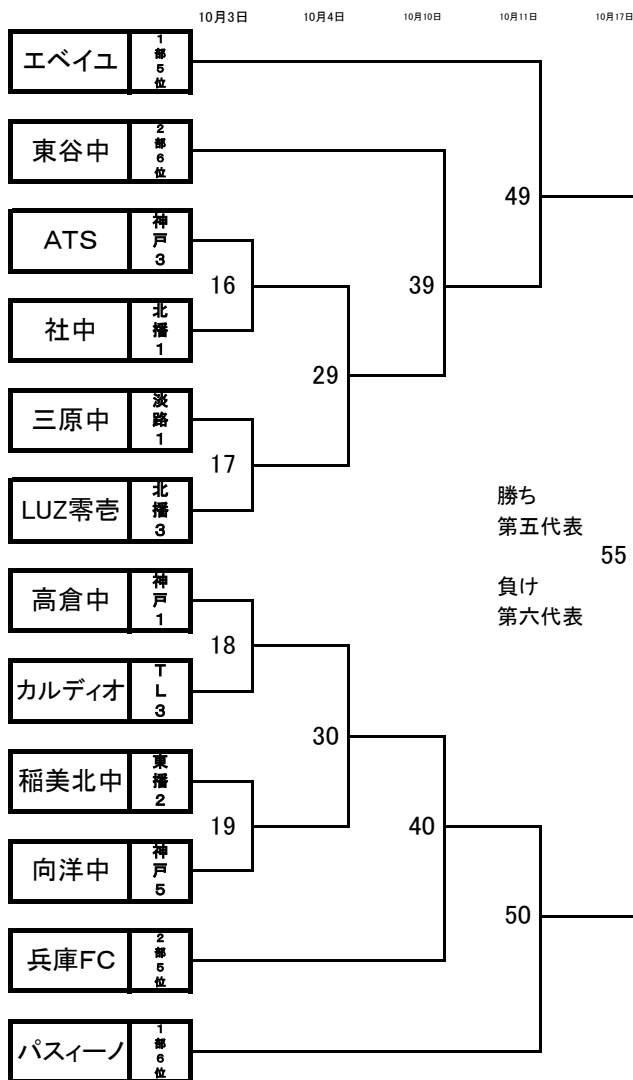 10月3日 10月4日 10月10日 10月11日 10月17日
エベイユ 1部5位
東谷中 2部6位
49
ATS 神戸3
16 39
社中 北播1
29
三原中 淡路1
17
LUZ零壱 北播3
勝ち
第五代表
55
負け
第六代表
高倉中 神戸1
18
カルディオ TL3
30
稲美北中 東播2
19 40
向洋中 神戸5
50
兵庫FC 2部5位
パスィーノ 1部6位